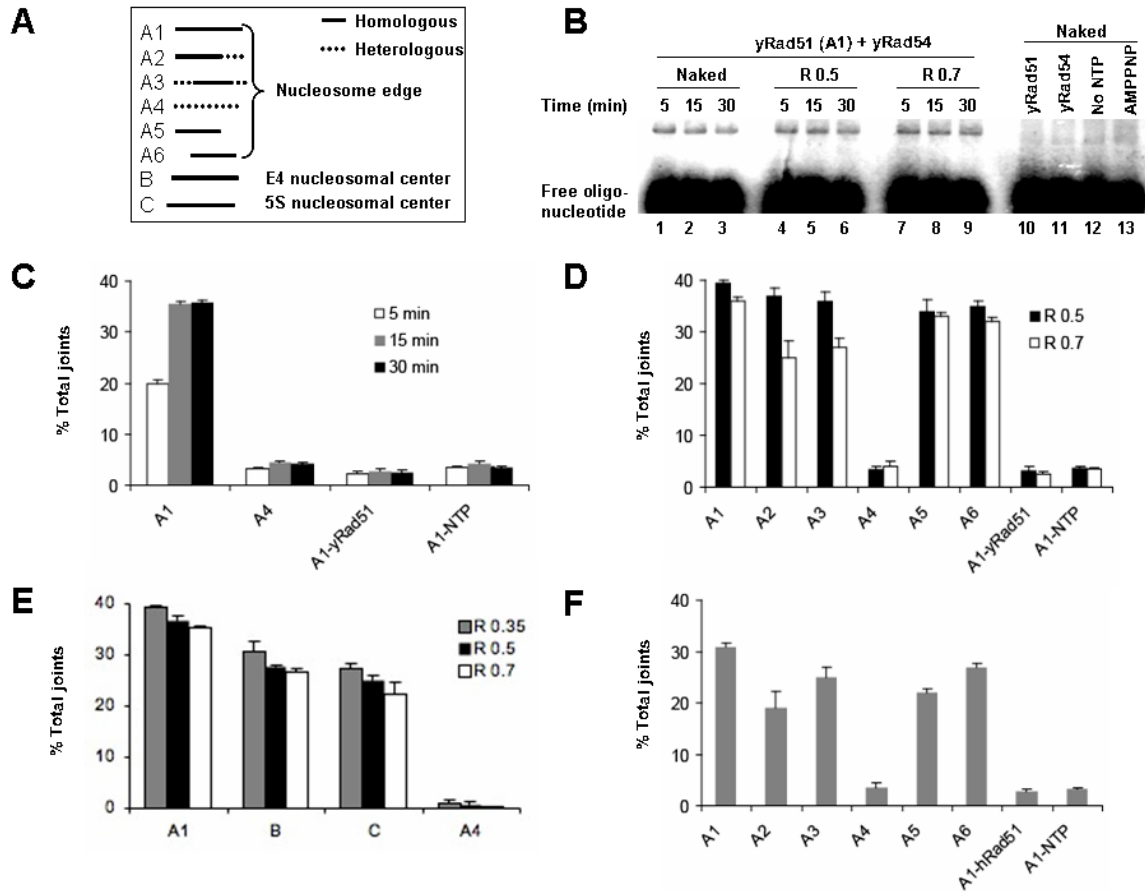 A
A1
A2
A3
A4
A5
A6
B
C
Homologous
Heterologous
Nucleosome edge
E4 nucleosomal center
5S nucleosomal center
B
yRad51 (A1) + yRad54
Naked
Naked R 0.5 R 0.7
Time (min) 5 15 30 5 15 30 5 15 30
yRad51
yRad54
No NTP
AMPPNP
Free oligo-
nucleotide
1 2 3 4 5 6 7 8 9 10 11 12 13
C
% Total joints
40
30
20
10
0
5 min
15 min
30 min
A1 A4 A1-yRad51 A1-NTP
D
% Total joints
40
30
20
10
0
R 0.5
R 0.7
A1 A2 A3 A4 A5 A6 A1-yRad51 A1-NTP
E
% Total joints
40
30
20
10
0
R 0.35
R 0.5
R 0.7
A1 B C A4
F
% Total joints
40
30
20
10
0
A1 A2 A3 A4 A5 A6 A1-hRad51 A1-NTP